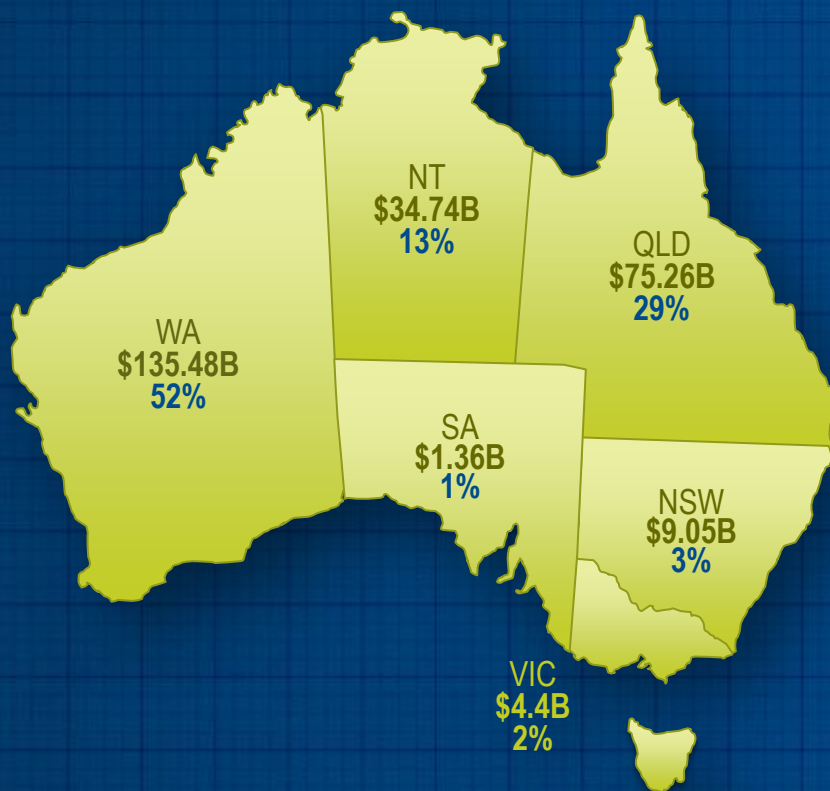 NT
$34.74B
13%
QLD
$75.26B
29%
WA
$135.48B
52%
SA
$1.36B
1%
NSW
$9.05B
3%
VIC
$4.4B
2%